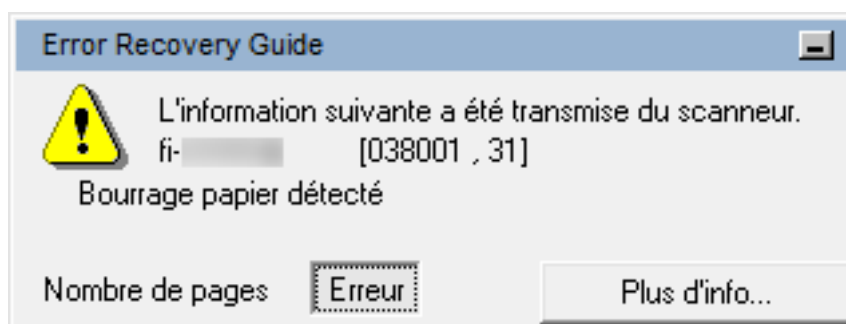 Error Recovery Guide
L'information suivante a été transmise du scanneur.
fi- [038001 , 31]
Bourrage papier détecté
Nombre de pages Erreur Plus d'info...